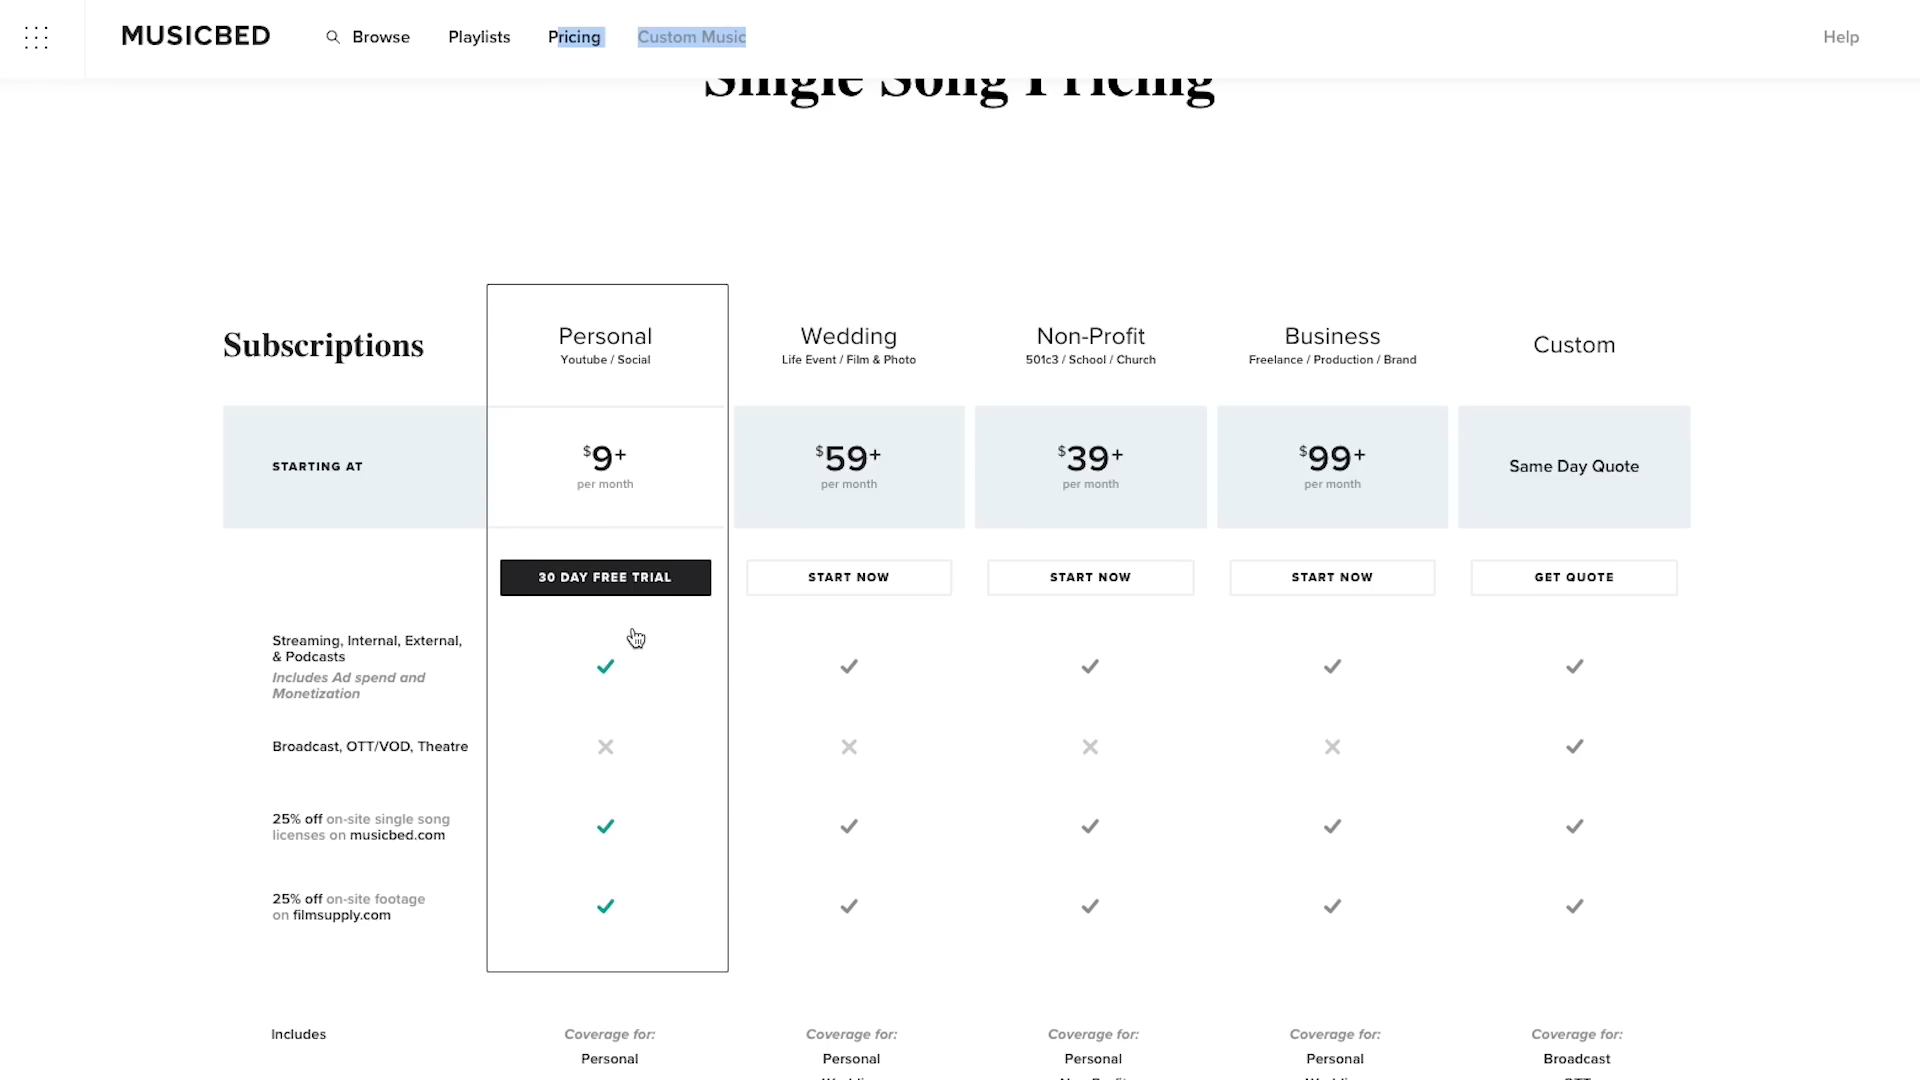 MUSICBED
Browse
Playlists
Pricing
Custom Music
Help
Single Song Pricing
Subscriptions
Personal
Youtube / Social
Wedding
Life Event / Film & Photo
Non-Profit
501c3 / School / Church
Business
Freelance / Production / Brand
Custom
STARTING AT
$9+
per month
$59+
per month
$39+
per month
$99+
per month
Same Day Quote
30 DAY FREE TRIAL
START NOW
START NOW
START NOW
GET QUOTE
Streaming, Internal, External,
& Podcasts
Includes Ad spend and
Monetization
Broadcast, OTT/VOD, Theatre
25% off on-site single song
licenses on musicbed.com
25% off on-site footage
on filmsupply.com
Includes
Coverage for:
Personal
Coverage for:
Personal
Coverage for:
Personal
Coverage for:
Personal
Coverage for:
Broadcast